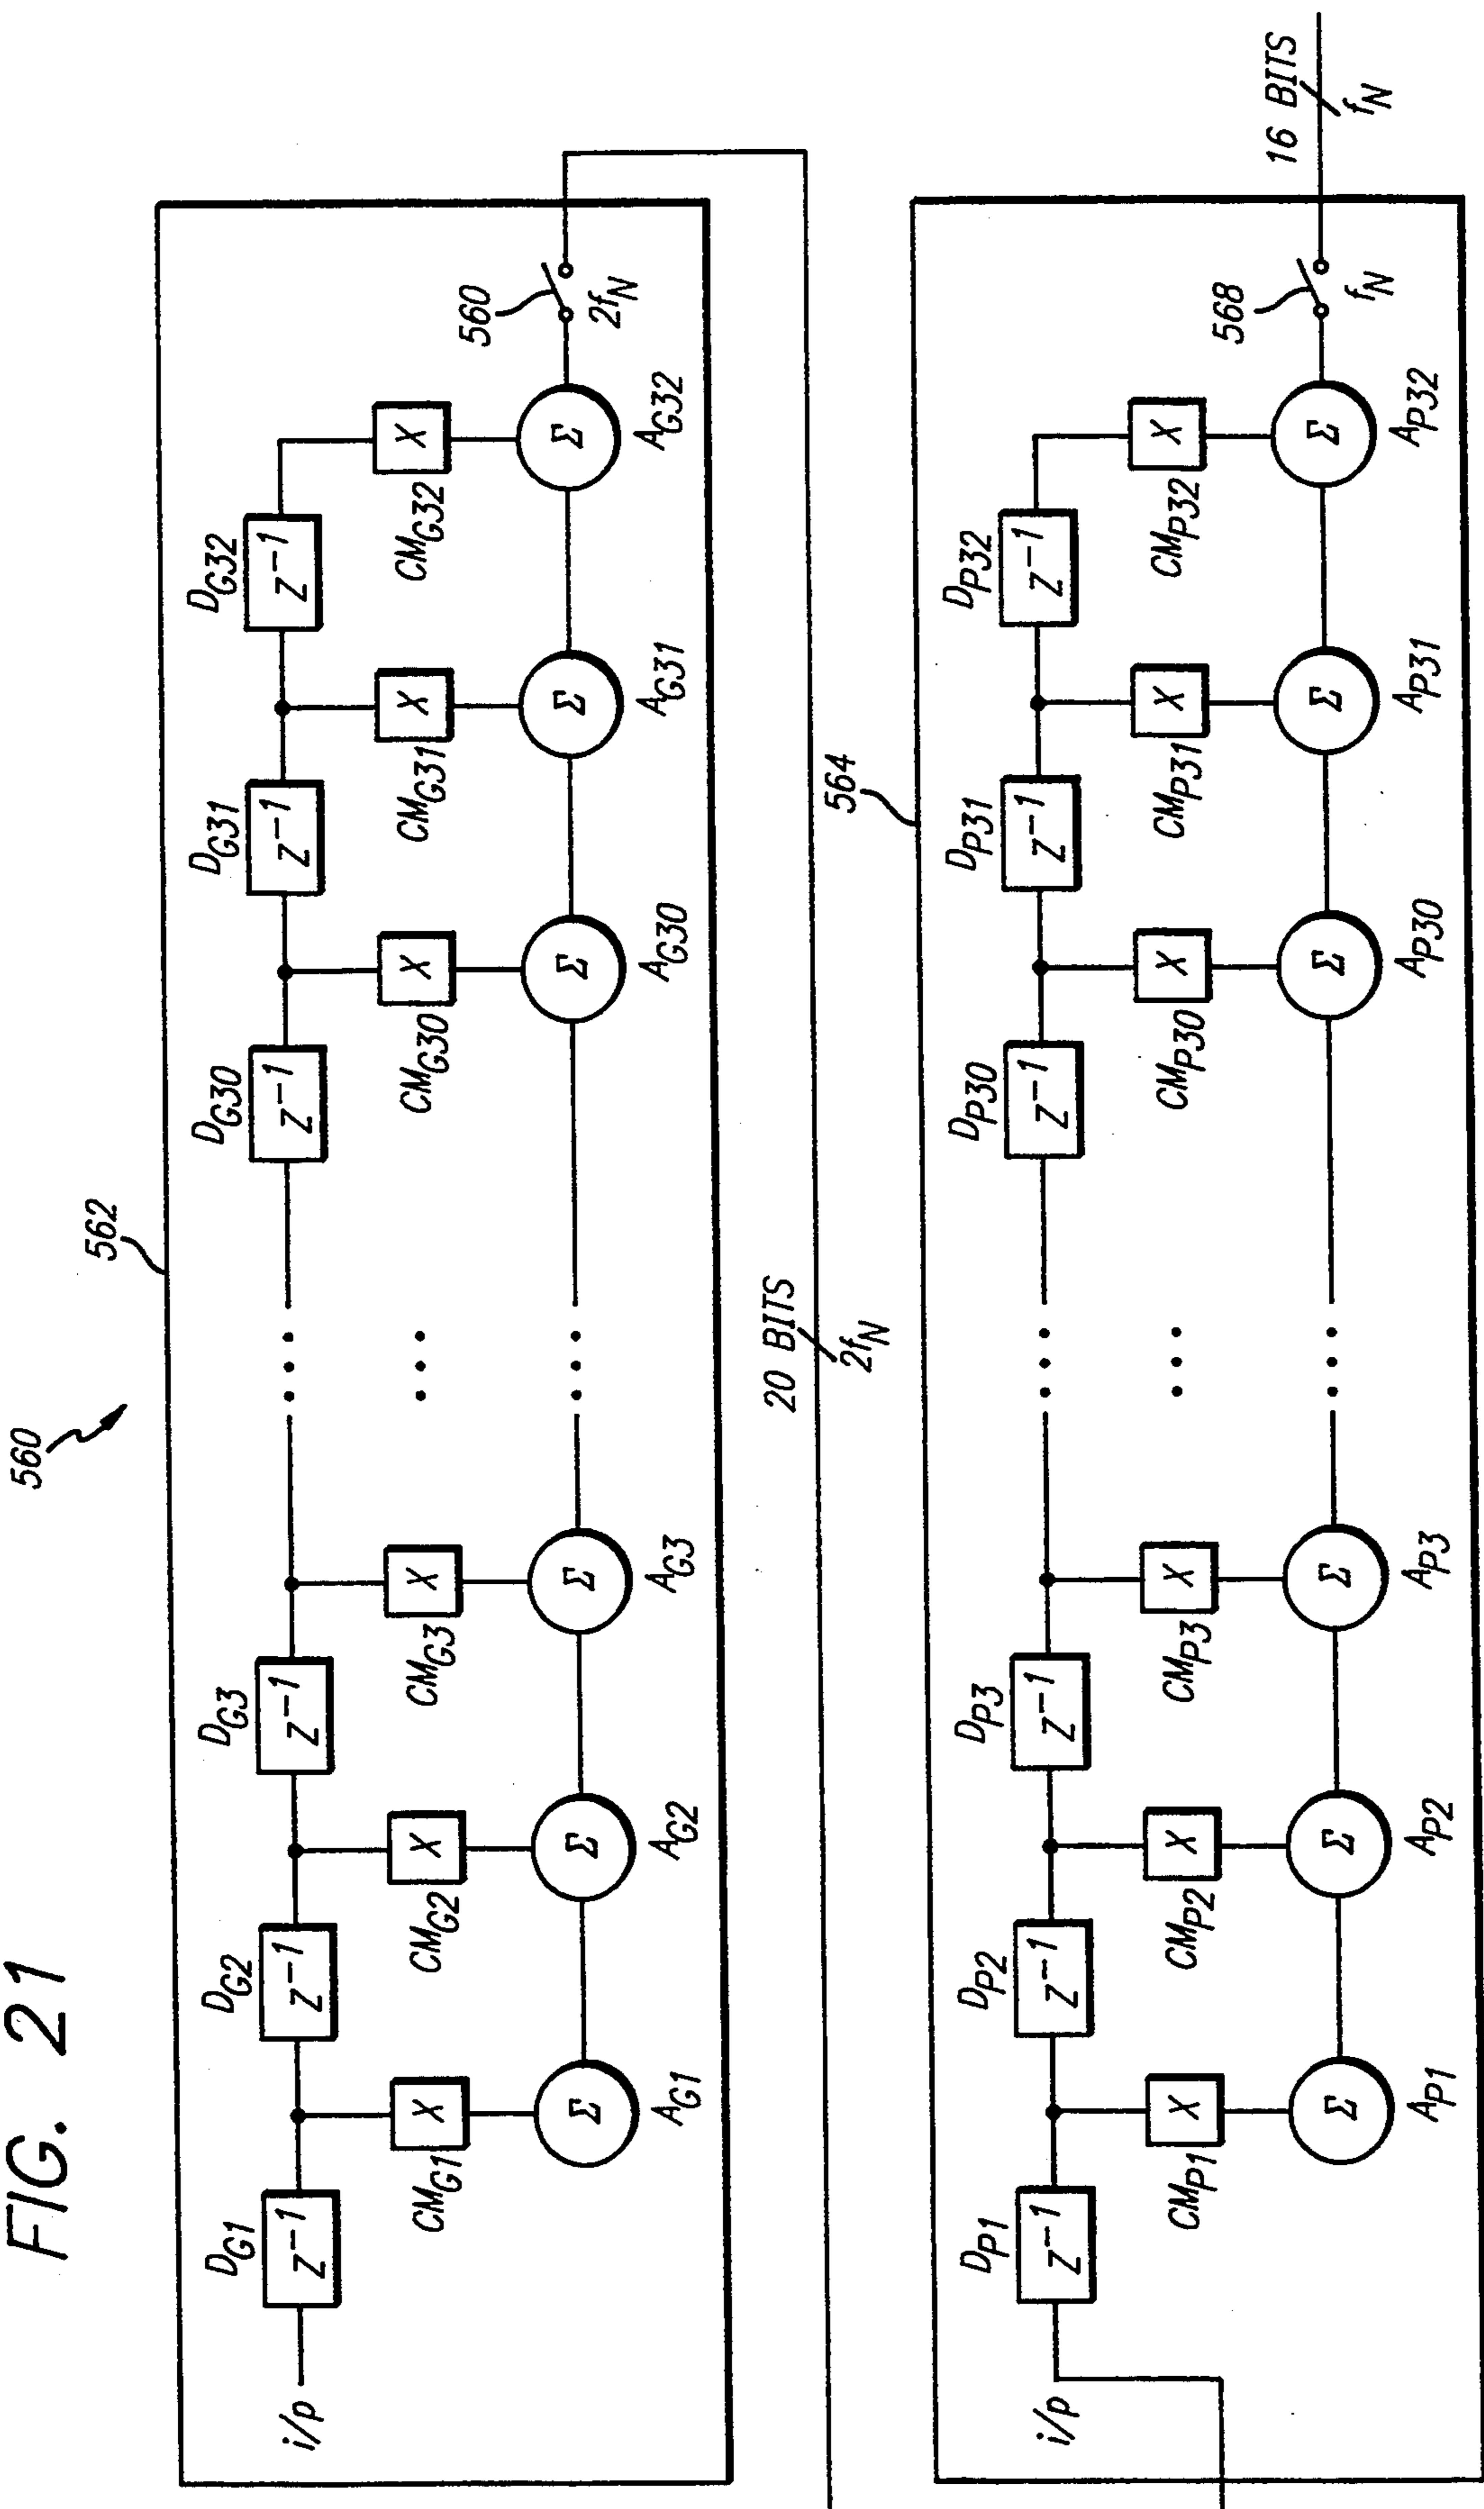 FIG. 21
560
562
D_G1 D_G2 D_G3 D_G30 D_G31 D_G32
i/p z⁻¹ z⁻¹ z⁻¹ ... z⁻¹ z⁻¹ z⁻¹
CM_G1 X CM_G2 X CM_G3 X ... CM_G30 X CM_G31 X CM_G32 X
560
Σ Σ Σ ... Σ Σ Σ
2f_N
A_G1 A_G2 A_G3 A_G30 A_G31 A_G32
20 BITS
2f_N
564
D_P1 D_P2 D_P3 D_P30 D_P31 D_P32
i/p z⁻¹ z⁻¹ z⁻¹ ... z⁻¹ z⁻¹ z⁻¹
CM_P1 X CM_P2 X CM_P3 X ... CM_P30 X CM_P31 X CM_P32 X
568
16 BITS
Σ Σ Σ ... Σ Σ Σ
f_N
f_N
A_P1 A_P2 A_P3 A_P30 A_P31 A_P32